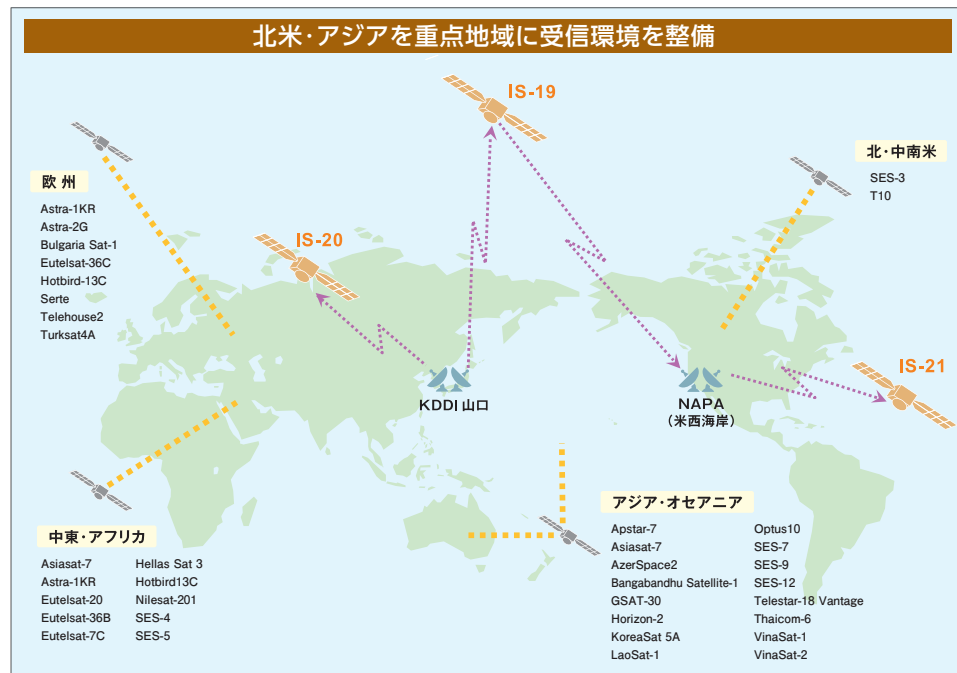 北米・アジアを重点地域に受信環境を整備
IS-19
北・中南米
SES-3
T10
欧 州
Astra-1KR
Astra-2G
Bulgaria Sat-1
Eutelsat-36C
Hotbird-13C
Serte
Telehouse2
Turksat4A
IS-20
IS-21
KDDI 山口
NAPA
（米西海岸）
中東・アフリカ
Asiasat-7
Astra-1KR
Eutelsat-20
Eutelsat-36B
Eutelsat-7C
Hellas Sat 3
Hotbird13C
Nilesat-201
SES-4
SES-5
アジア・オセアニア
Apstar-7
Asiasat-7
AzerSpace2
Bangabandhu Satellite-1
GSAT-30
Horizon-2
KoreaSat 5A
LaoSat-1
Optus10
SES-7
SES-9
SES-12
Telestar-18 Vantage
Thaicom-6
VinaSat-1
VinaSat-2